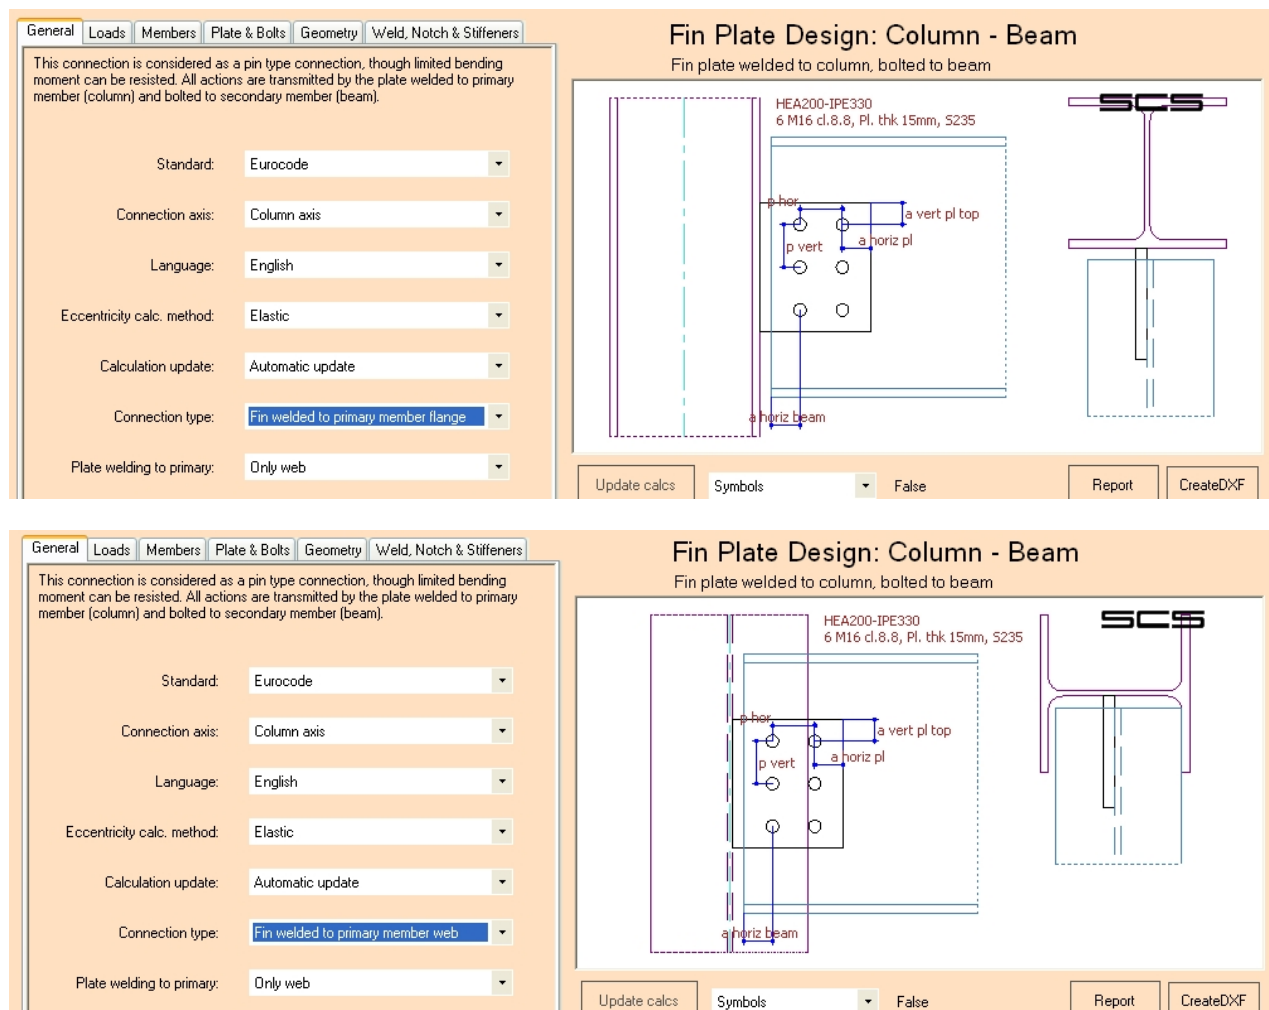 General Loads Members Plate & Bolts Geometry Weld, Notch & Stiffeners
This connection is considered as a pin type connection, though limited bending
moment can be resisted. All actions are transmitted by the plate welded to primary
member (column) and bolted to secondary member (beam).
Standard: Eurocode
Connection axis: Column axis
Language: English
Eccentricity calc. method: Elastic
Calculation update: Automatic update
Connection type: Fin welded to primary member flange
Plate welding to primary: Only web
Fin Plate Design: Column - Beam
Fin plate welded to column, bolted to beam
HEA200-IPE330
6 M16 cl.8.8, Pl. thk 15mm, S235
SCS
p hor
a vert pl top
p vert
a horiz pl
a horiz beam
Update calcs Symbols False Report CreateDXF
General Loads Members Plate & Bolts Geometry Weld, Notch & Stiffeners
This connection is considered as a pin type connection, though limited bending
moment can be resisted. All actions are transmitted by the plate welded to primary
member (column) and bolted to secondary member (beam).
Standard: Eurocode
Connection axis: Column axis
Language: English
Eccentricity calc. method: Elastic
Calculation update: Automatic update
Connection type: Fin welded to primary member web
Plate welding to primary: Only web
Fin Plate Design: Column - Beam
Fin plate welded to column, bolted to beam
HEA200-IPE330
6 M16 cl.8.8, Pl. thk 15mm, S235
SCS
p hor
a vert pl top
p vert
a horiz pl
a horiz beam
Update calcs Symbols False Report CreateDXF